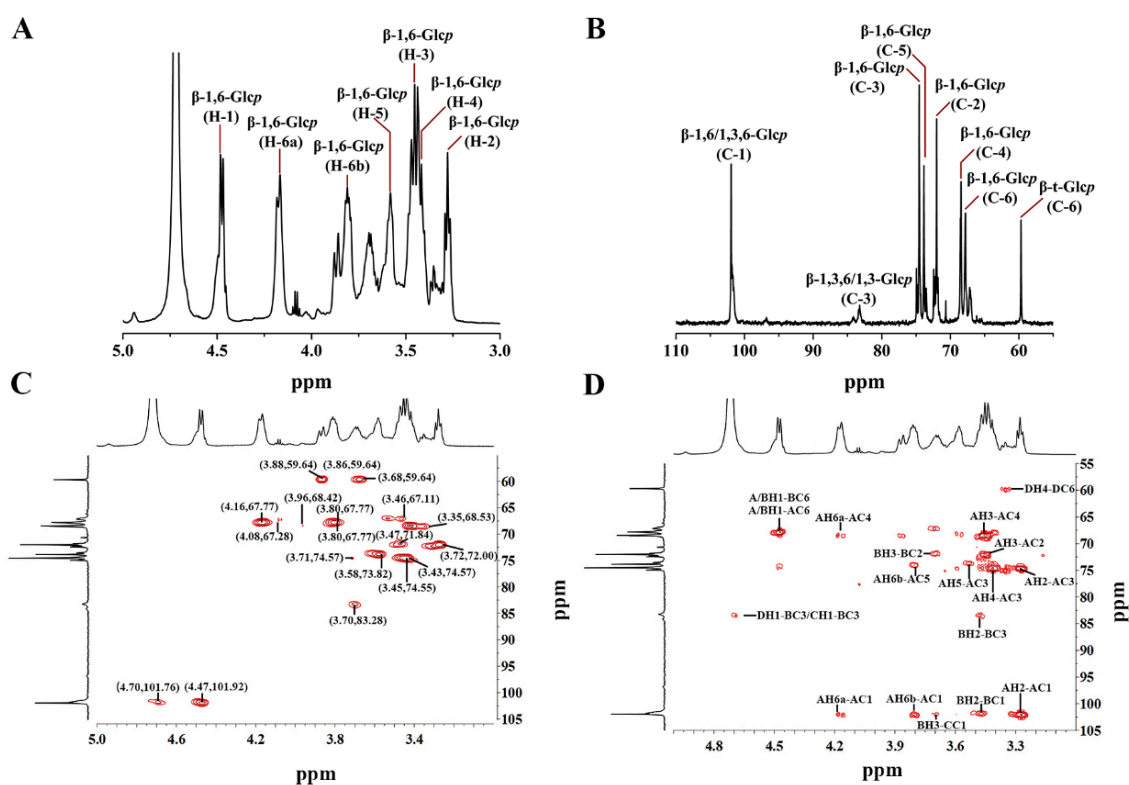 A
β-1,6-Glcp
(H-3)
β-1,6-Glcp
(H-1)
β-1,6-Glcp
(H-6a)
β-1,6-Glcp
(H-6b)
β-1,6-Glcp
(H-5)
β-1,6-Glcp
(H-4)
β-1,6-Glcp
(H-2)
5.0 4.5 4.0 3.5 3.0
ppm
B
β-1,6-Glcp
(C-5)
β-1,6-Glcp
(C-3)
β-1,6-Glcp
(C-2)
β-1,6/1,3,6-Glcp
(C-1)
β-1,6-Glcp
(C-4)
β-1,6-Glcp
(C-6)
β-t-Glcp
(C-6)
β-1,3,6/1,3-Glcp
(C-3)
110 100 90 80 70 60
ppm
C
(3.88,59.64) (3.86,59.64)
(3.68,59.64)
(3.96,68.42) (3.46,67.11)
(4.16,67.77) (3.80,67.77)
(3.35,68.53)
(4.08,67.28) (3.80,67.77) (3.47,71.84)
(3.71,74.57) (3.72,72.00)
(3.58,73.82) (3.43,74.57)
(3.45,74.55)
(3.70,83.28)
(4.70,101.76) (4.47,101.92)
60
65
70
75
80
85
90
95
100
105
ppm
5.0 4.6 4.2 3.8 3.4
ppm
D
A/BH1-BC6
A/BH1-AC6
AH6a-AC4
AH3-AC4
DH4-DC6
BH3-BC2
AH3-AC2
AH6b-AC5
AH5-AC3
AH2-AC3
AH4-AC3
DH1-BC3/CH1-BC3
BH2-BC3
AH6a-AC1
AH6b-AC1
BH2-BC1
AH2-AC1
BH3-CC1
55
60
65
70
75
80
85
90
95
100
105
ppm
4.8 4.5 4.2 3.9 3.6 3.3
ppm